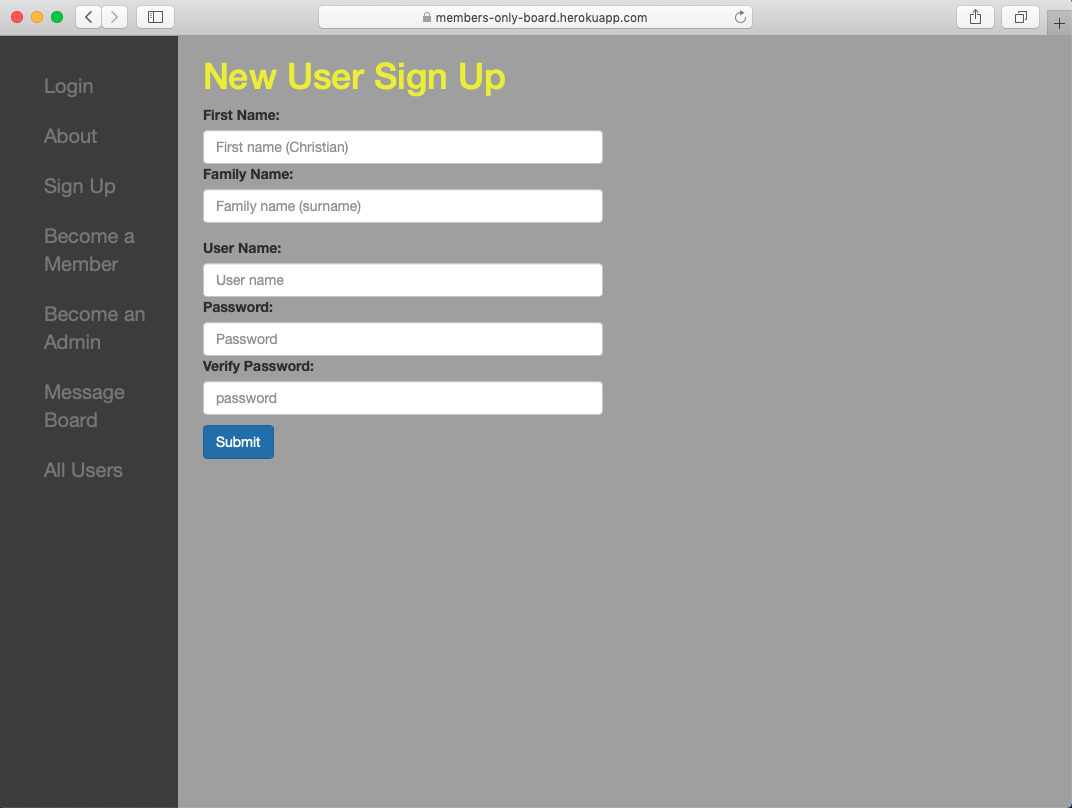 members-only-board.herokuapp.com
Login
About
Sign Up
Become a
Member
Become an
Admin
Message
Board
All Users
New User Sign Up
First Name:
First name (Christian)
Family Name:
Family name (surname)
User Name:
User name
Password:
Password
Verify Password:
password
Submit